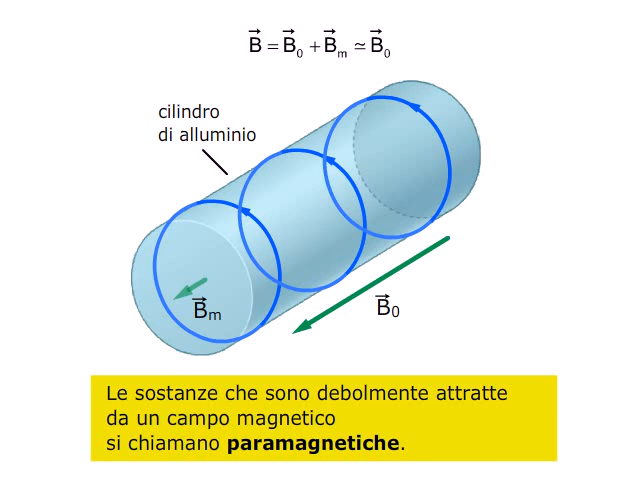 B⃗ = B⃗₀ + B⃗ₘ ≃ B⃗₀
cilindro
di alluminio
B⃗ₘ
B⃗₀
Le sostanze che sono debolmente attratte
da un campo magnetico
si chiamano paramagnetiche.